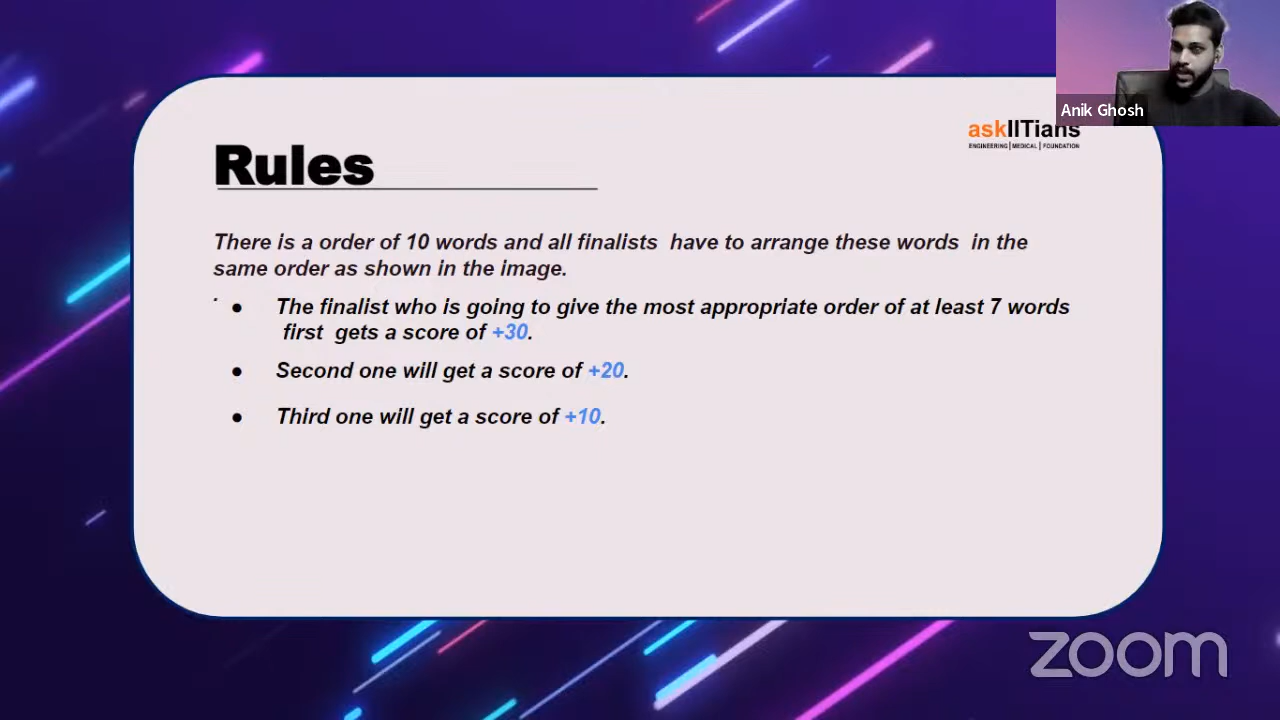 Anik Ghosh
askIITians
ENGINEERING | MEDICAL | FOUNDATION
Rules
There is a order of 10 words and all finalists have to arrange these words in the
same order as shown in the image.
. ● The finalist who is going to give the most appropriate order of at least 7 words
first gets a score of +30.
● Second one will get a score of +20.
● Third one will get a score of +10.
zoom